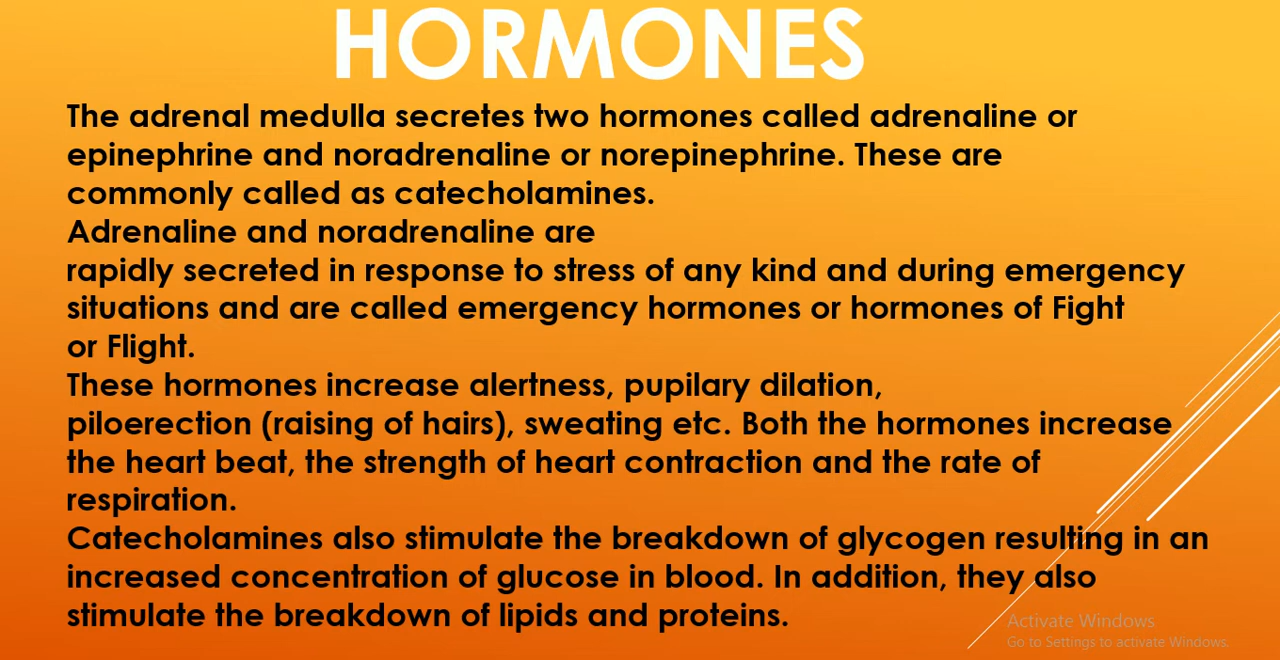 HORMONES
The adrenal medulla secretes two hormones called adrenaline or
epinephrine and noradrenaline or norepinephrine. These are
commonly called as catecholamines.
Adrenaline and noradrenaline are
rapidly secreted in response to stress of any kind and during emergency
situations and are called emergency hormones or hormones of Fight
or Flight.
These hormones increase alertness, pupilary dilation,
piloerection (raising of hairs), sweating etc. Both the hormones increase
the heart beat, the strength of heart contraction and the rate of
respiration.
Catecholamines also stimulate the breakdown of glycogen resulting in an
increased concentration of glucose in blood. In addition, they also
stimulate the breakdown of lipids and proteins.
Activate Windows
Go to Settings to activate Windows.